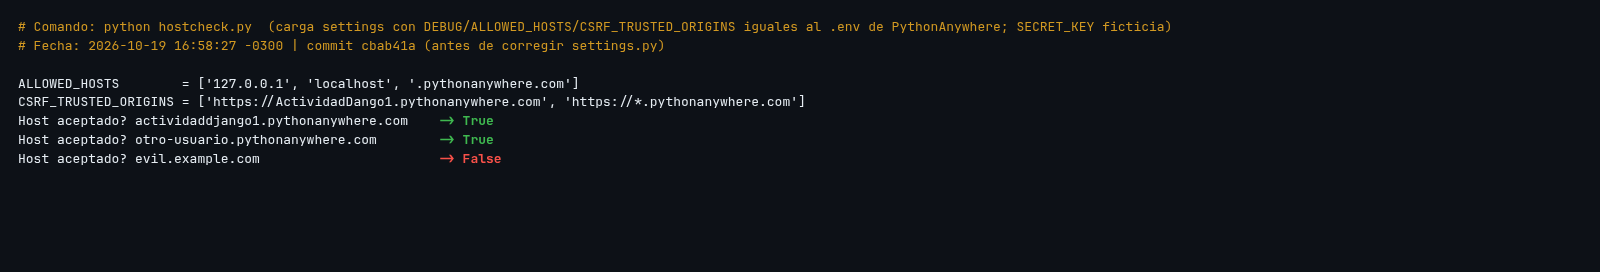 # Comando: python hostcheck.py  (carga settings con DEBUG/ALLOWED_HOSTS/CSRF_TRUSTED_ORIGINS iguales al .env de PythonAnywhere; SECRET_KEY ficticia)
# Fecha: 2026-10-19 16:58:27 -0300 | commit cbab41a (antes de corregir settings.py)
ALLOWED_HOSTS        = ['127.0.0.1', 'localhost', '.pythonanywhere.com']
CSRF_TRUSTED_ORIGINS = ['https://ActividadDango1.pythonanywhere.com', 'https://*.pythonanywhere.com']
Host aceptado? actividaddjango1.pythonanywhere.com    -> True
Host aceptado? otro-usuario.pythonanywhere.com        -> True
Host aceptado? evil.example.com                       -> False